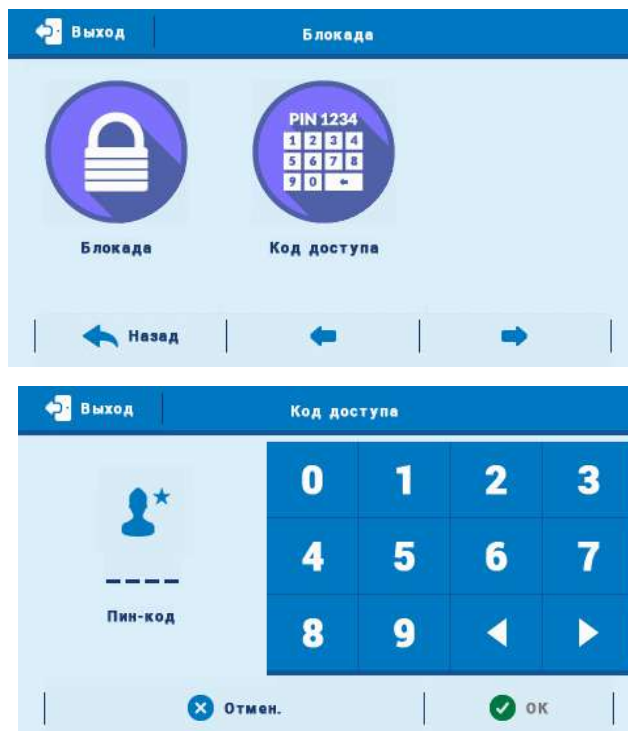 Выход
Блокада
PIN 1234
1 2 3 4
5 6 7 8
9 0
Блокада
Код доступа
Назад
Выход
Код доступа
0 1 2 3
4 5 6 7
Пин-код
8 9
Отмен.
ОК